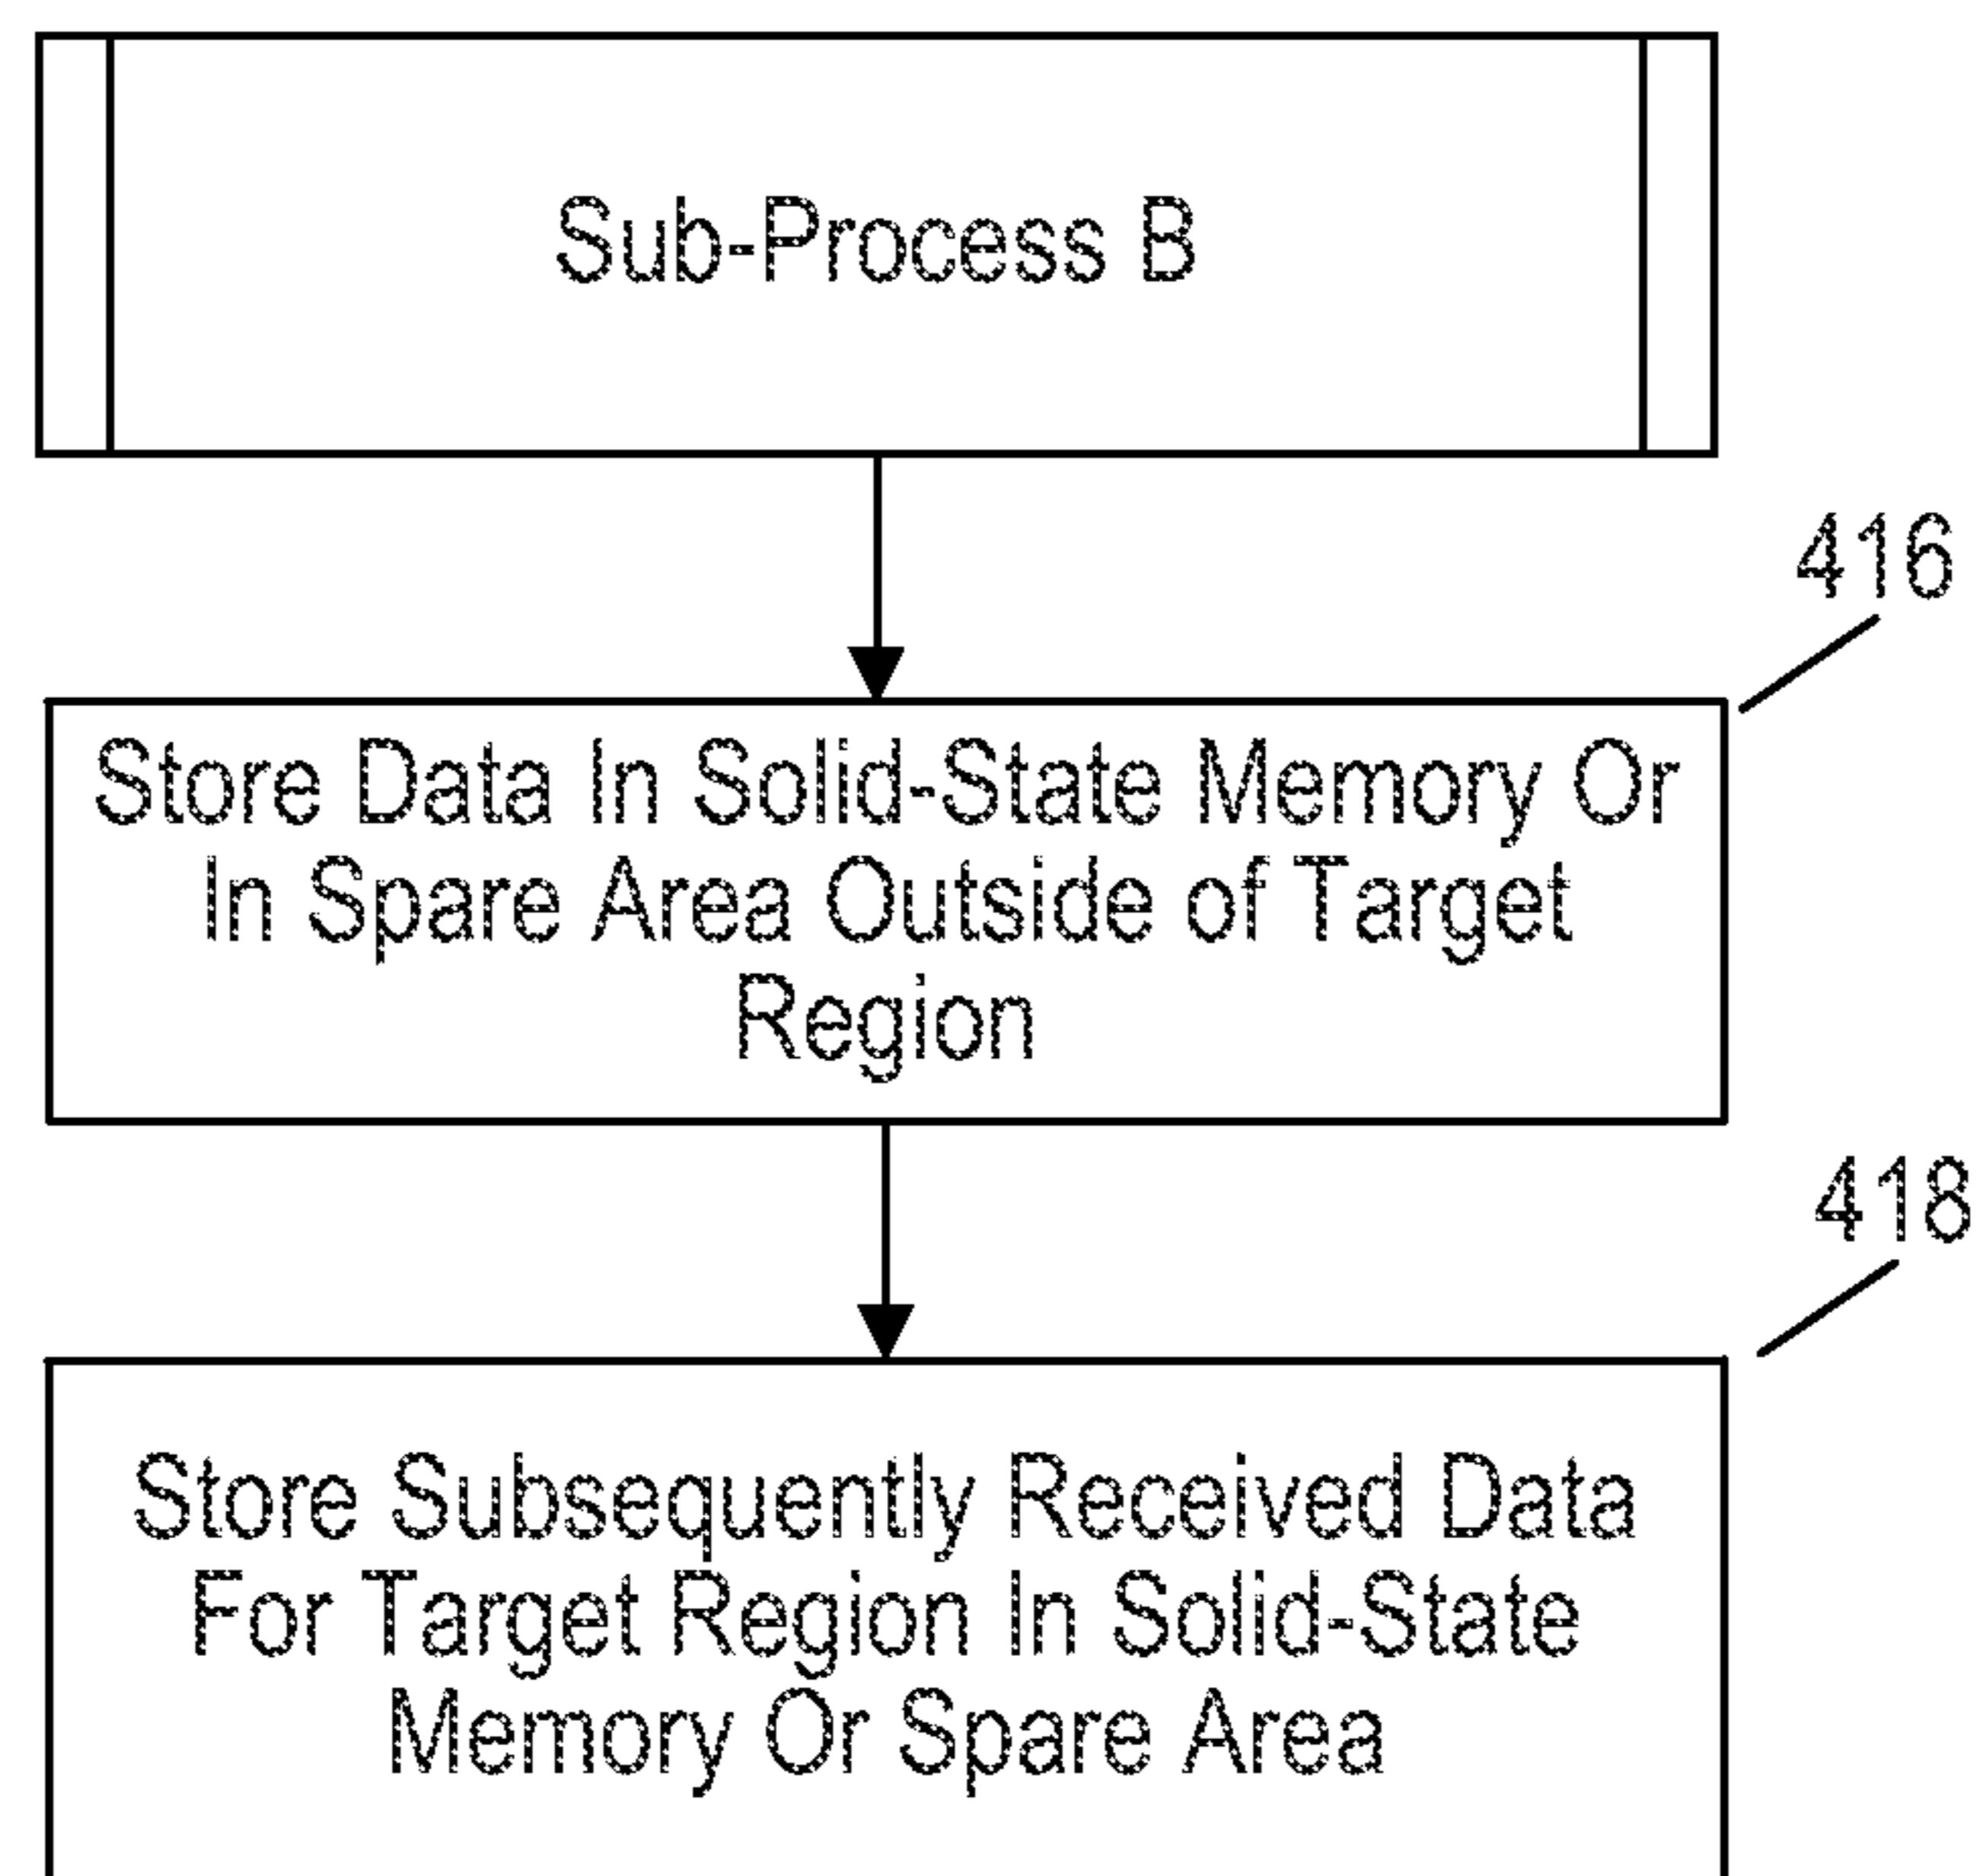 Sub-Process B
416
Store Data In Solid-State Memory Or
In Spare Area Outside of Target
Region
418
Store Subsequently Received Data
For Target Region In Solid-State
Memory Or Spare Area